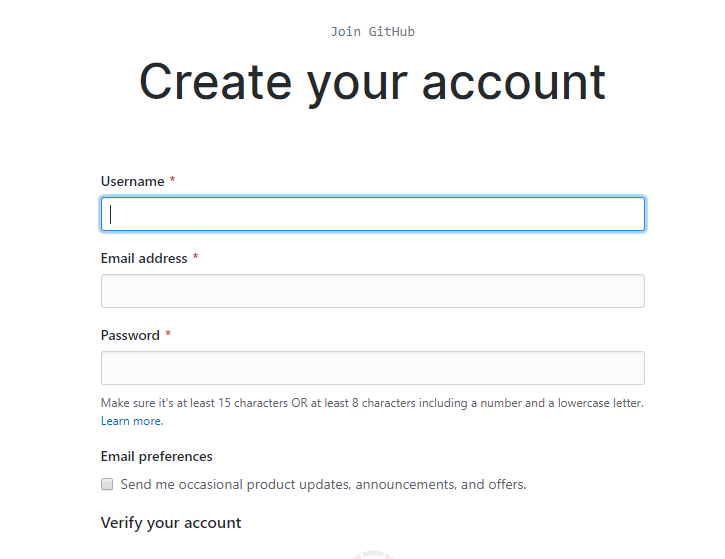 Join GitHub
Create your account
Username *
Email address *
Password *
Make sure it's at least 15 characters OR at least 8 characters including a number and a lowercase letter.
Learn more.
Email preferences
Send me occasional product updates, announcements, and offers.
Verify your account